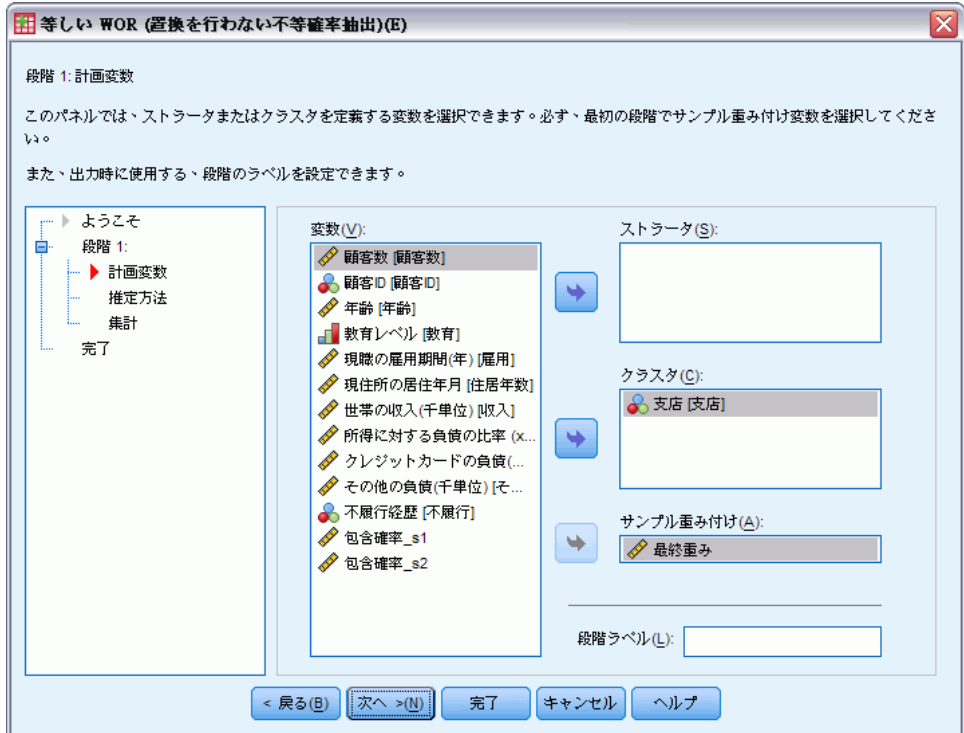 等しい WOR (置換を行わない不等確率抽出)(E)
段階 1: 計画変数
このパネルでは、ストラータまたはクラスタを定義する変数を選択できます。必ず、最初の段階でサンプル重み付け変数を選択してくださ
い。
また、出力時に使用する、段階のラベルを設定できます。
ようこそ
段階 1:
計画変数
推定方法
集計
完了
変数(V):
顧客数 [顧客数]
顧客ID [顧客ID]
年齢 [年齢]
教育レベル [教育]
現職の雇用期間(年) [雇用]
現住所の居住年月 [住居年数]
世帯の収入(千単位) [収入]
所得に対する負債の比率 (x...
クレジットカードの負債(...
その他の負債(千単位) [そ...
不履行経歴 [不履行]
包含確率_s1
包含確率_s2
ストラータ(S):
クラスタ(C):
支店 [支店]
サンプル重み付け(A):
最終重み
段階ラベル(L):
< 戻る(B)
次へ >(N)
完了
キャンセル
ヘルプ